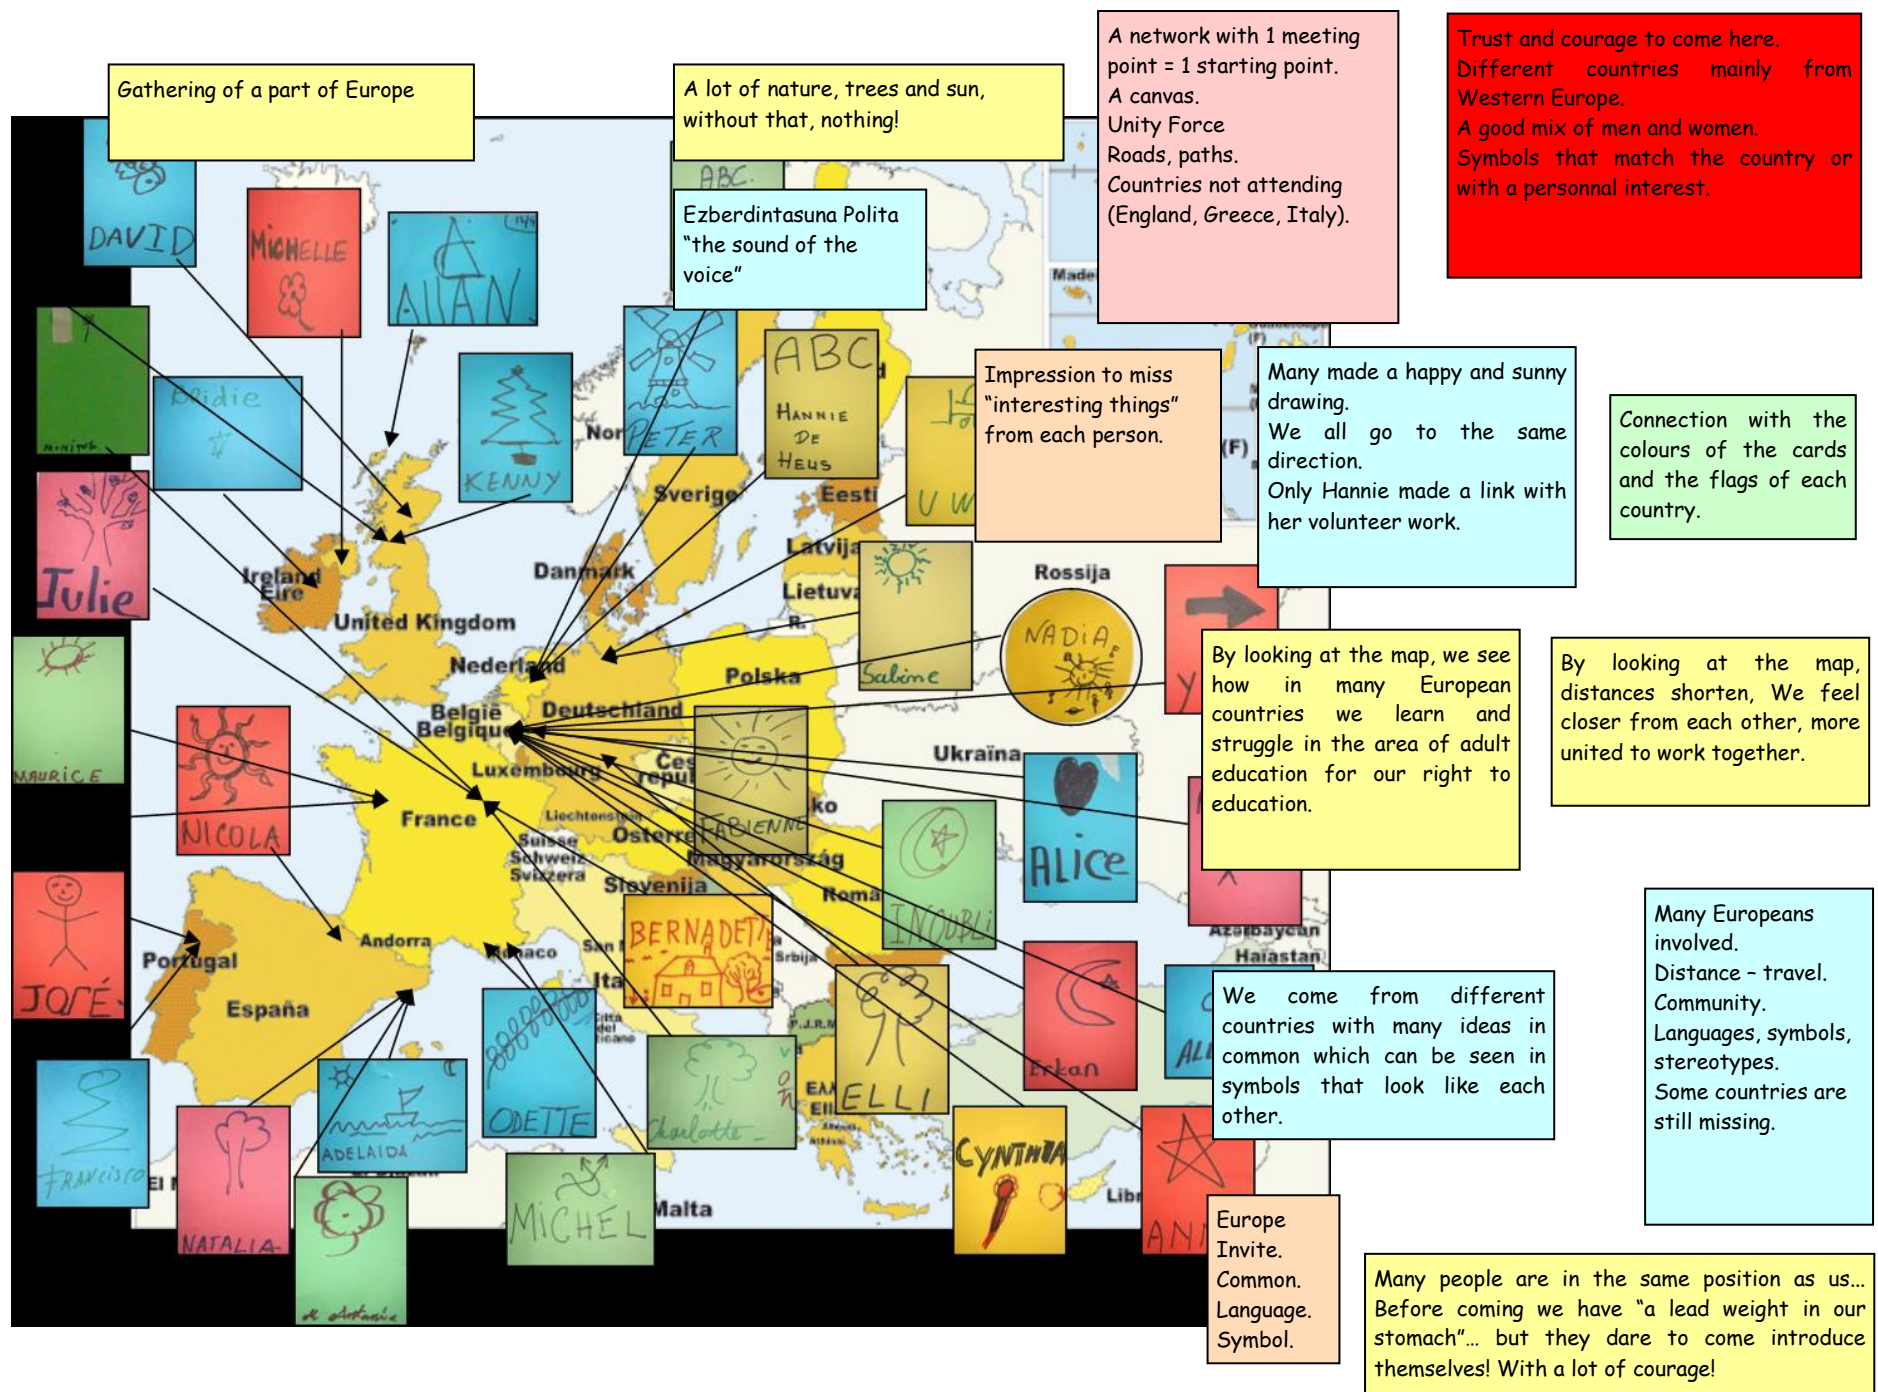 Gathering of a part of Europe
A lot of nature, trees and sun,
without that, nothing!
A network with 1 meeting
point = 1 starting point.
A canvas.
Unity Force
Roads, paths.
Countries not attending
(England, Greece, Italy).
Trust and courage to come here.
Different countries mainly from
Western Europe.
A good mix of men and women.
Symbols that match the country or
with a personnal interest.
Ezberdintasuna Polita
“the sound of the
voice”
Impression to miss
“interesting things”
from each person.
Many made a happy and sunny
drawing.
We all go to the same
direction.
Only Hannie made a link with
her volunteer work.
Connection with the
colours of the cards
and the flags of each
country.
By looking at the map, we see
how in many European
countries we learn and
struggle in the area of adult
education for our right to
education.
By looking at the map,
distances shorten, We feel
closer from each other, more
united to work together.
We come from different
countries with many ideas in
common which can be seen in
symbols that look like each
other.
Many Europeans
involved.
Distance – travel.
Community.
Languages, symbols,
stereotypes.
Some countries are
still missing.
Europe
Invite.
Common.
Language.
Symbol.
Many people are in the same position as us...
Before coming we have “a lead weight in our
stomach”... but they dare to come introduce
themselves! With a lot of courage!
DAVID
MICHELLE
ALLAN
ABC.
Bridie
KENNY
PETER
ABC
HANNIE
DE
HEUS
Julie
MAURICE
NICOLA
JOSÉ
FRANCISCO
NATALIA
ADELAIDA
ODETTE
MICHEL
Charlotte
BERNADETTE
ELLI
CYNTHIA
Erkan
INOUBLI
ALICE
FABIENNE
Sabine
NADIA
Sverige
Eesti
Latvija
Danmark
Rossija
Ireland
Eire
United Kingdom
Nederland
Polska
België
Belgique
Deutschland
Luxembourg
Ukraïna
France
Liechtenstein
Suisse
Schweiz
Svizzera
Magyarország
Slovenija
Andorra
Portugal
España
Srbija
Azərbaycan
Haïastan
Malta
(F)
(F)